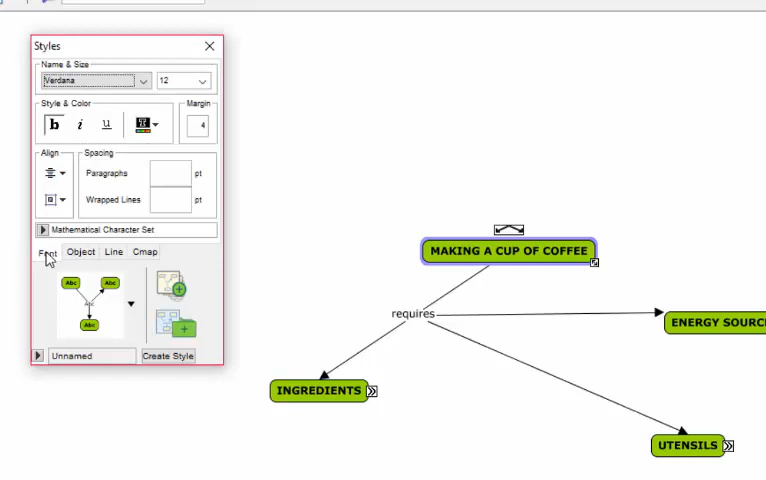 Styles
Name & Size
Verdana
12
Style & Color
Margin
b
i
u
4
Align
Spacing
Paragraphs
pt
Wrapped Lines
pt
Mathematical Character Set
Font
Object
Line
Cmap
Abc
Abc
Abc
Abc
Unnamed
Create Style
MAKING A CUP OF COFFEE
requires
ENERGY SOURC
INGREDIENTS
UTENSILS